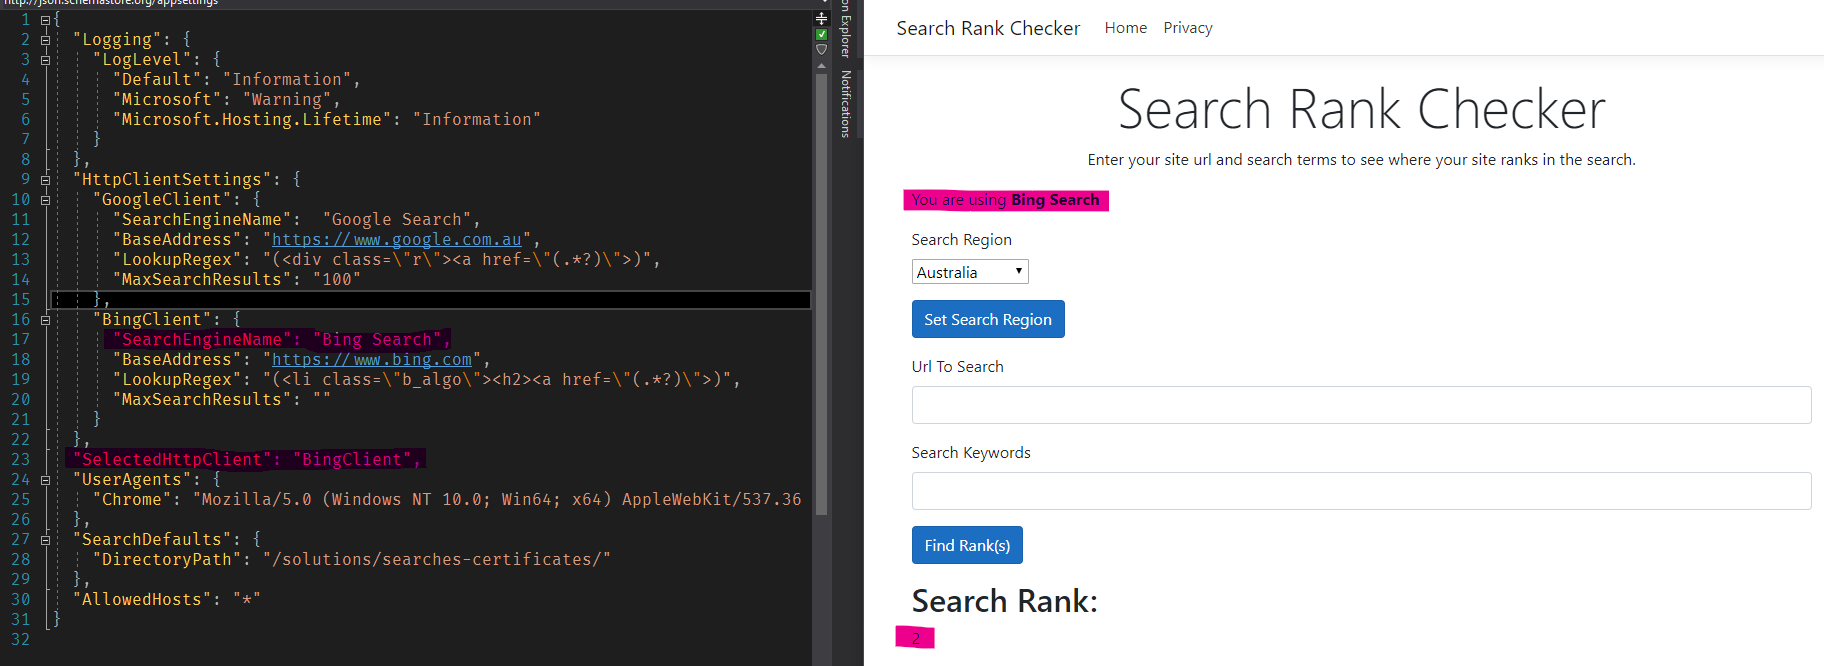 http://json.schemastore.org/appsettings
1 {
2 "Logging": {
3 "LogLevel": {
4 "Default": "Information",
5 "Microsoft": "Warning",
6 "Microsoft.Hosting.Lifetime": "Information"
7 }
8 },
9 "HttpClientSettings": {
10 "GoogleClient": {
11 "SearchEngineName":  "Google Search",
12 "BaseAddress": "https://www.google.com.au",
13 "LookupRegex": "(<div class=\"r\"><a href=\"(.*?)\">)",
14 "MaxSearchResults": "100"
15 },
16 "BingClient": {
17 "SearchEngineName": "Bing Search",
18 "BaseAddress": "https://www.bing.com",
19 "LookupRegex": "(<li class=\"b_algo\"><h2><a href=\"(.*?)\">)",
20 "MaxSearchResults": ""
21 }
22 },
23 "SelectedHttpClient": "BingClient",
24 "UserAgents": {
25 "Chrome": "Mozilla/5.0 (Windows NT 10.0; Win64; x64) AppleWebKit/537.36
26 },
27 "SearchDefaults": {
28 "DirectoryPath": "/solutions/searches-certificates/"
29 },
30 "AllowedHosts": "*"
31 }
32
on Explorer
Notifications
Search Rank Checker Home Privacy
Search Rank Checker
Enter your site url and search terms to see where your site ranks in the search.
You are using Bing Search
Search Region
Australia
Set Search Region
Url To Search
Search Keywords
Find Rank(s)
Search Rank:
2